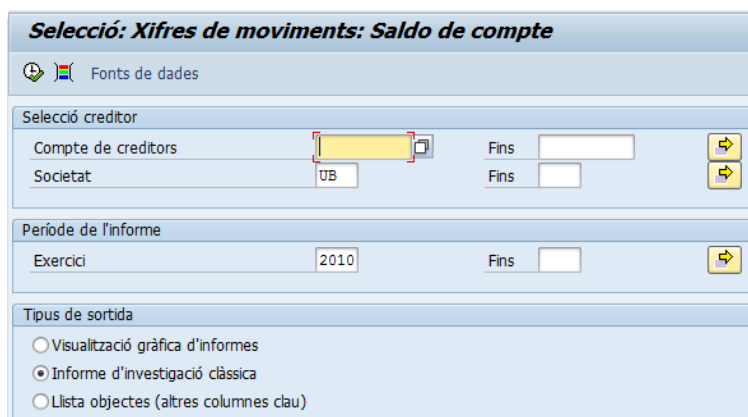 Selecció: Xifres de moviments: Saldo de compte
Fonts de dades
Selecció creditor
Compte de creditors Fins
Societat UB Fins
Període de l'informe
Exercici 2010 Fins
Tipus de sortida
Visualització gràfica d'informes
Informe d'investigació clàssica
Llista objectes (altres columnes clau)